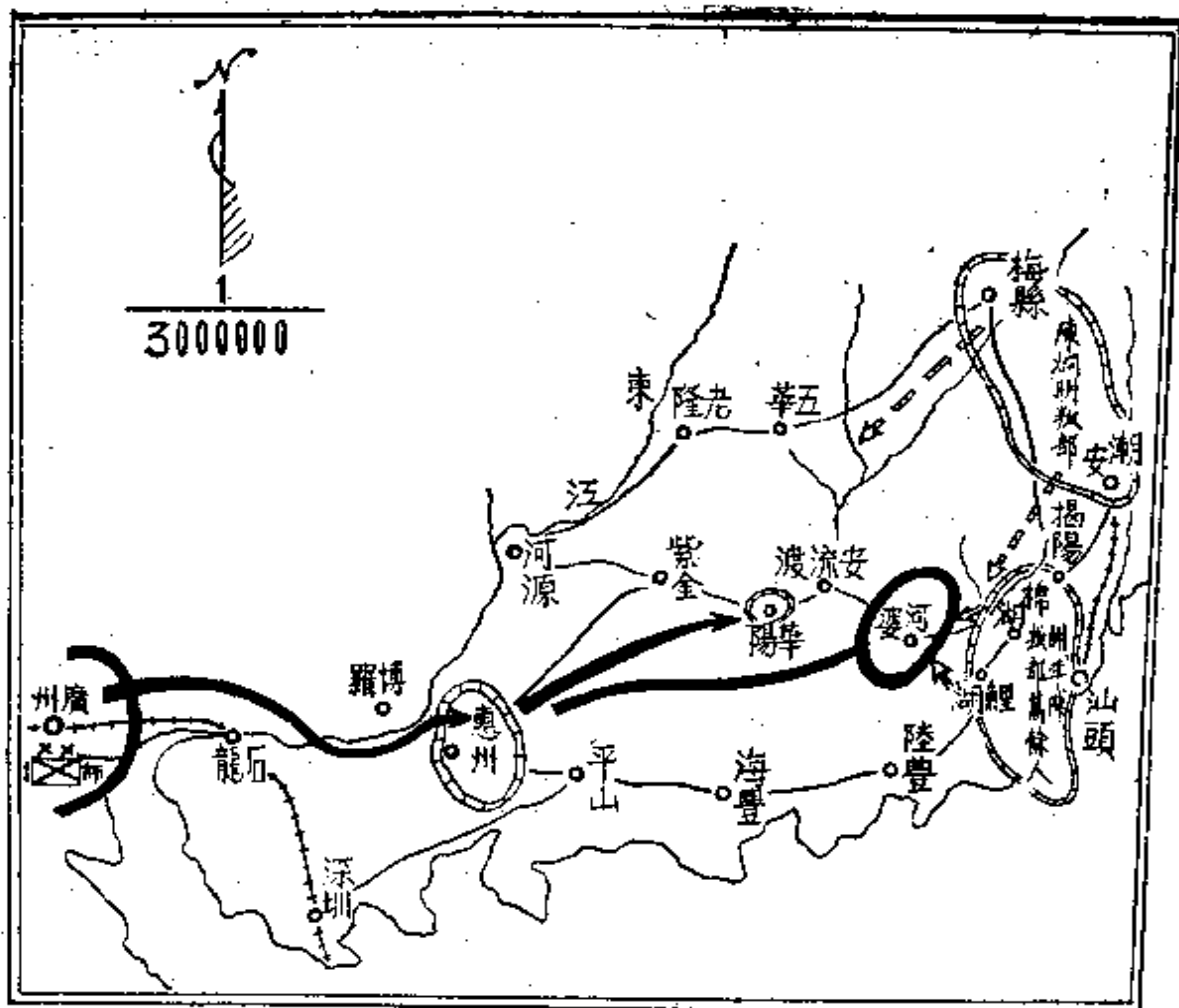 N
1
3000000
梅縣
陳炯明叛部
潮安
揭陽
五華
老隆
東江
河源
紫金
安流渡
華陽
河婆
棉湖
鯉湖
叛部萬餘人
汕頭
博羅
惠州
廣州
師
石龍
平山
海豐
陸豐
深圳